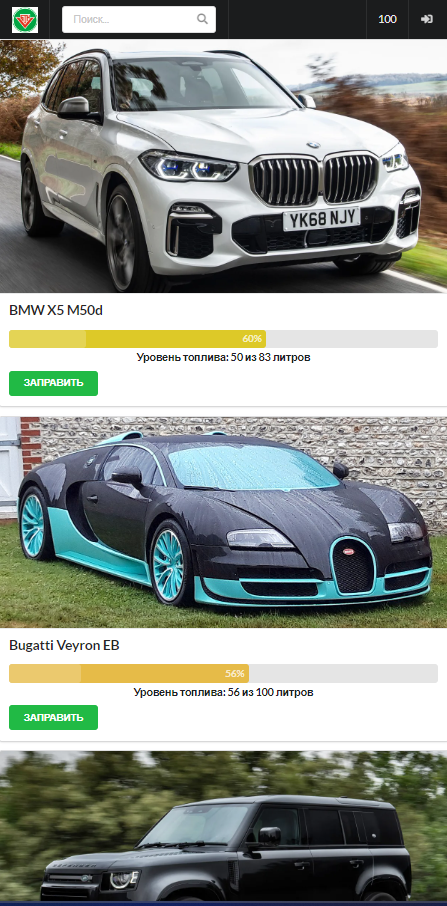 Поиск...
100
YK68 NJY
BMW X5 M50d
60%
Уровень топлива: 50 из 83 литров
ЗАПРАВИТЬ
Bugatti Veyron EB
56%
Уровень топлива: 56 из 100 литров
ЗАПРАВИТЬ